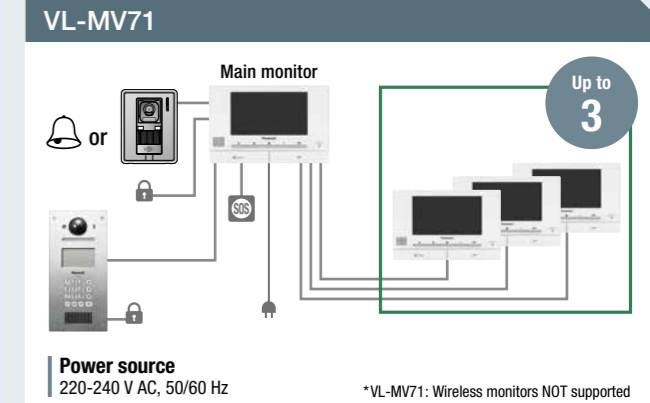 VL-MV71
Main monitor
Up to
3
or
SOS
Power source
220-240 V AC, 50/60 Hz
*VL-MV71: Wireless monitors NOT supported